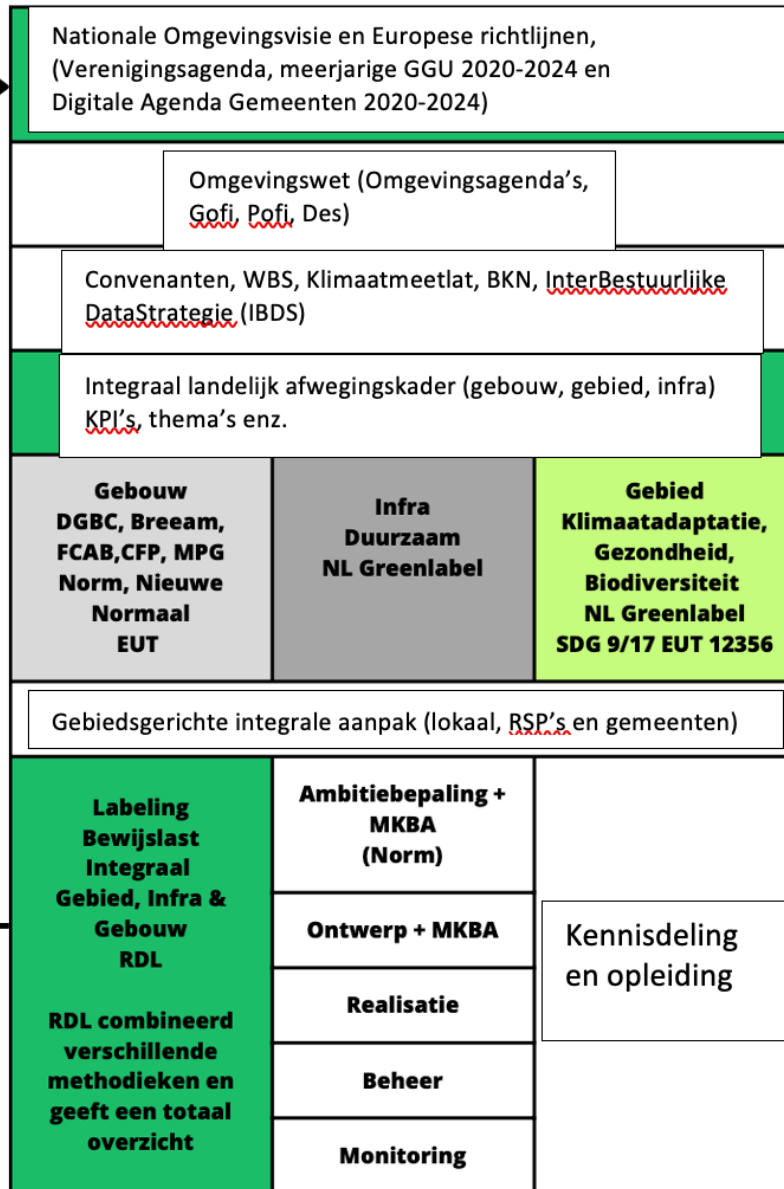 Nationale Omgevingsvisie en Europese richtlijnen,
(Verenigingsagenda, meerjarige GGU 2020-2024 en
Digitale Agenda Gemeenten 2020-2024)
Omgevingswet (Omgevingsagenda's,
Gofi, Pofi, Des)
Convenanten, WBS, Klimaatmeetlat, BKN, InterBestuurlijke
DataStrategie (IBDS)
Integraal landelijk afwegingskader (gebouw, gebied, infra)
KPI's, thema's enz.
Gebouw
DGBC, Breeam,
FCAB,CFP, MPG
Norm, Nieuwe
Normaal
EUT
Infra
Duurzaam
NL Greenlabel
Gebied
Klimaatadaptatie,
Gezondheid,
Biodiversiteit
NL Greenlabel
SDG 9/17 EUT 12356
Gebiedsgerichte integrale aanpak (lokaal, RSP's en gemeenten)
Labeling
Bewijslast
Integraal
Gebied, Infra &
Gebouw
RDL
RDL combineerd
verschillende
methodieken en
geeft een totaal
overzicht
Ambitiebepaling +
MKBA
(Norm)
Ontwerp + MKBA
Realisatie
Beheer
Monitoring
Kennisdeling
en opleiding